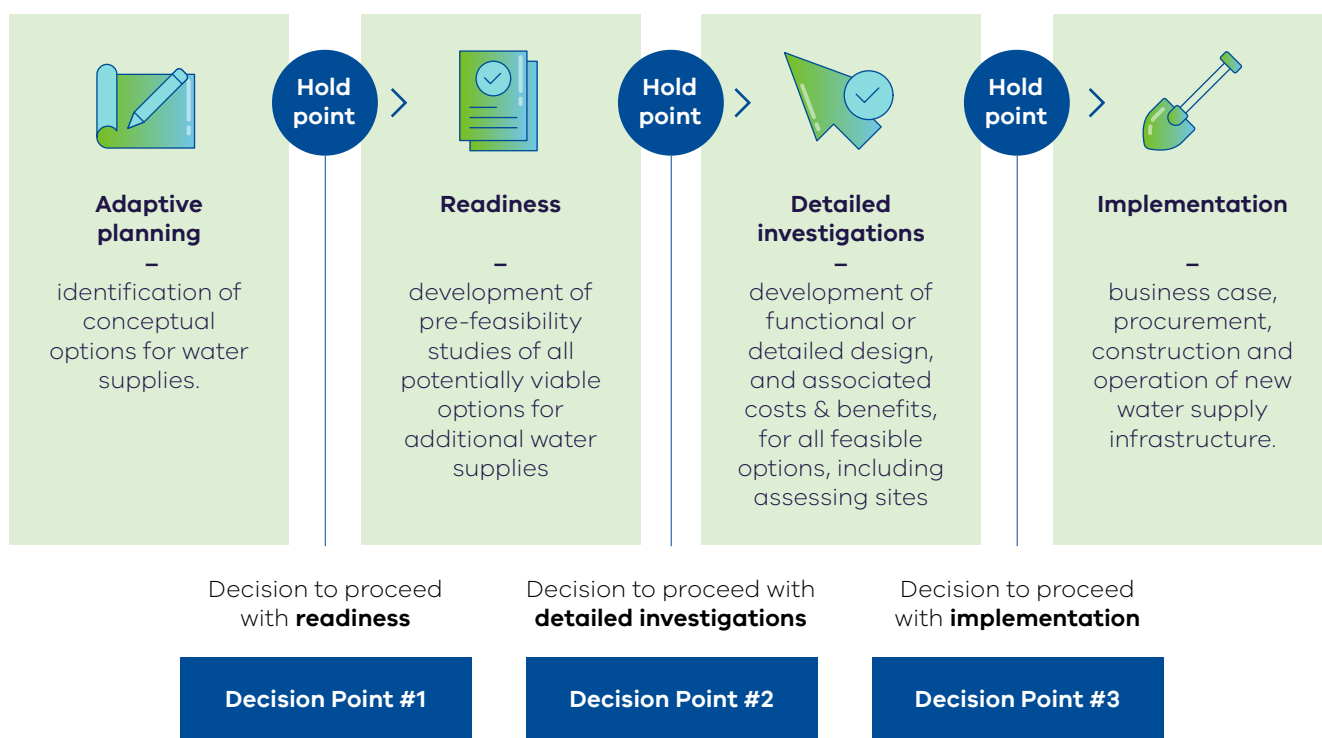 Hold
point
Hold
point
Hold
point
Adaptive
planning
–
identification of
conceptual
options for water
supplies.
Readiness
–
development of
pre-feasibility
studies of all
potentially viable
options for
additional water
supplies
Detailed
investigations
–
development of
functional or
detailed design,
and associated
costs & benefits,
for all feasible
options, including
assessing sites
Implementation
–
business case,
procurement,
construction and
operation of new
water supply
infrastructure.
Decision to proceed
with readiness
Decision to proceed with
detailed investigations
Decision to proceed
with implementation
Decision Point #1
Decision Point #2
Decision Point #3